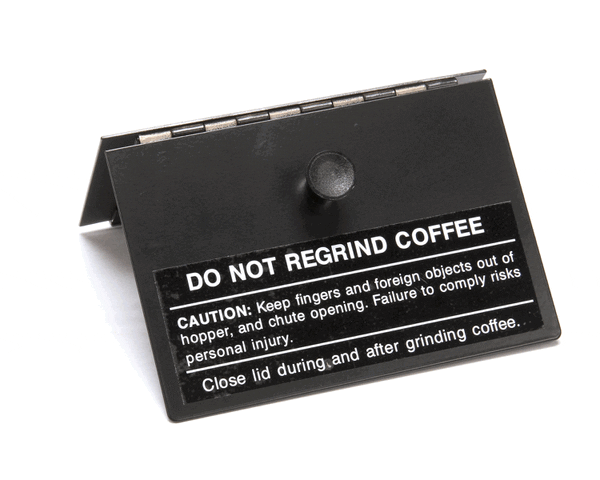 DO NOT REGRIND COFFEE
CAUTION: Keep fingers and foreign objects out of
hopper, and chute opening. Failure to comply risks
personal injury.
Close lid during and after grinding coffee.